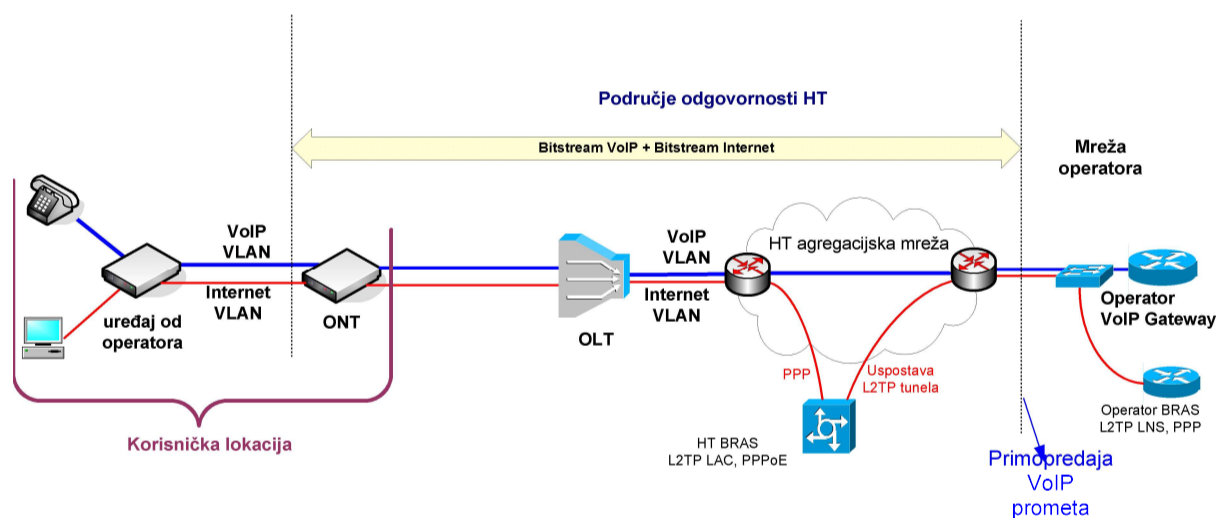 Područje odgovornosti HT
Bitstream VoIP + Bitstream Internet
Mreža
operatora
VoIP
VLAN
Internet
VLAN
uređaj od
operatora
ONT
OLT
VoIP
VLAN
Internet
VLAN
HT agregacijska mreža
PPP
Uspostava
L2TP tunela
HT BRAS
L2TP LAC, PPPoE
Operator
VoIP Gateway
Operator BRAS
L2TP LNS, PPP
Korisnička lokacija
Primopredaja
VoIP
prometa